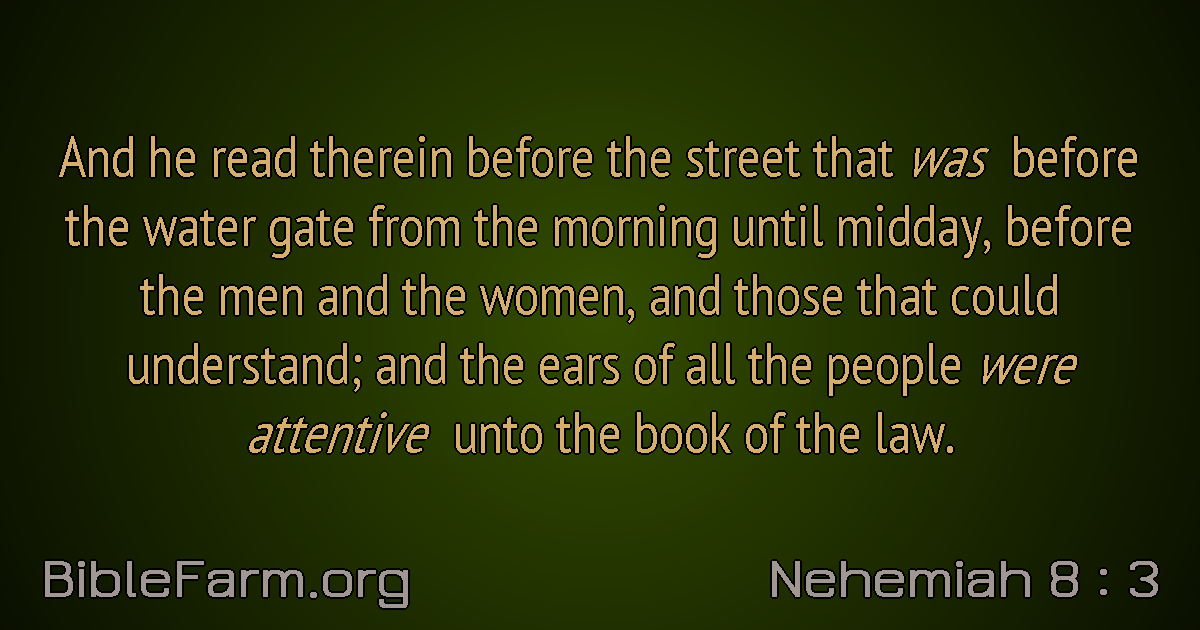 And he read therein before the street that was before
the water gate from the morning until midday, before
the men and the women, and those that could
understand; and the ears of all the people were
attentive unto the book of the law.
BibleFarm.org
Nehemiah 8 : 3